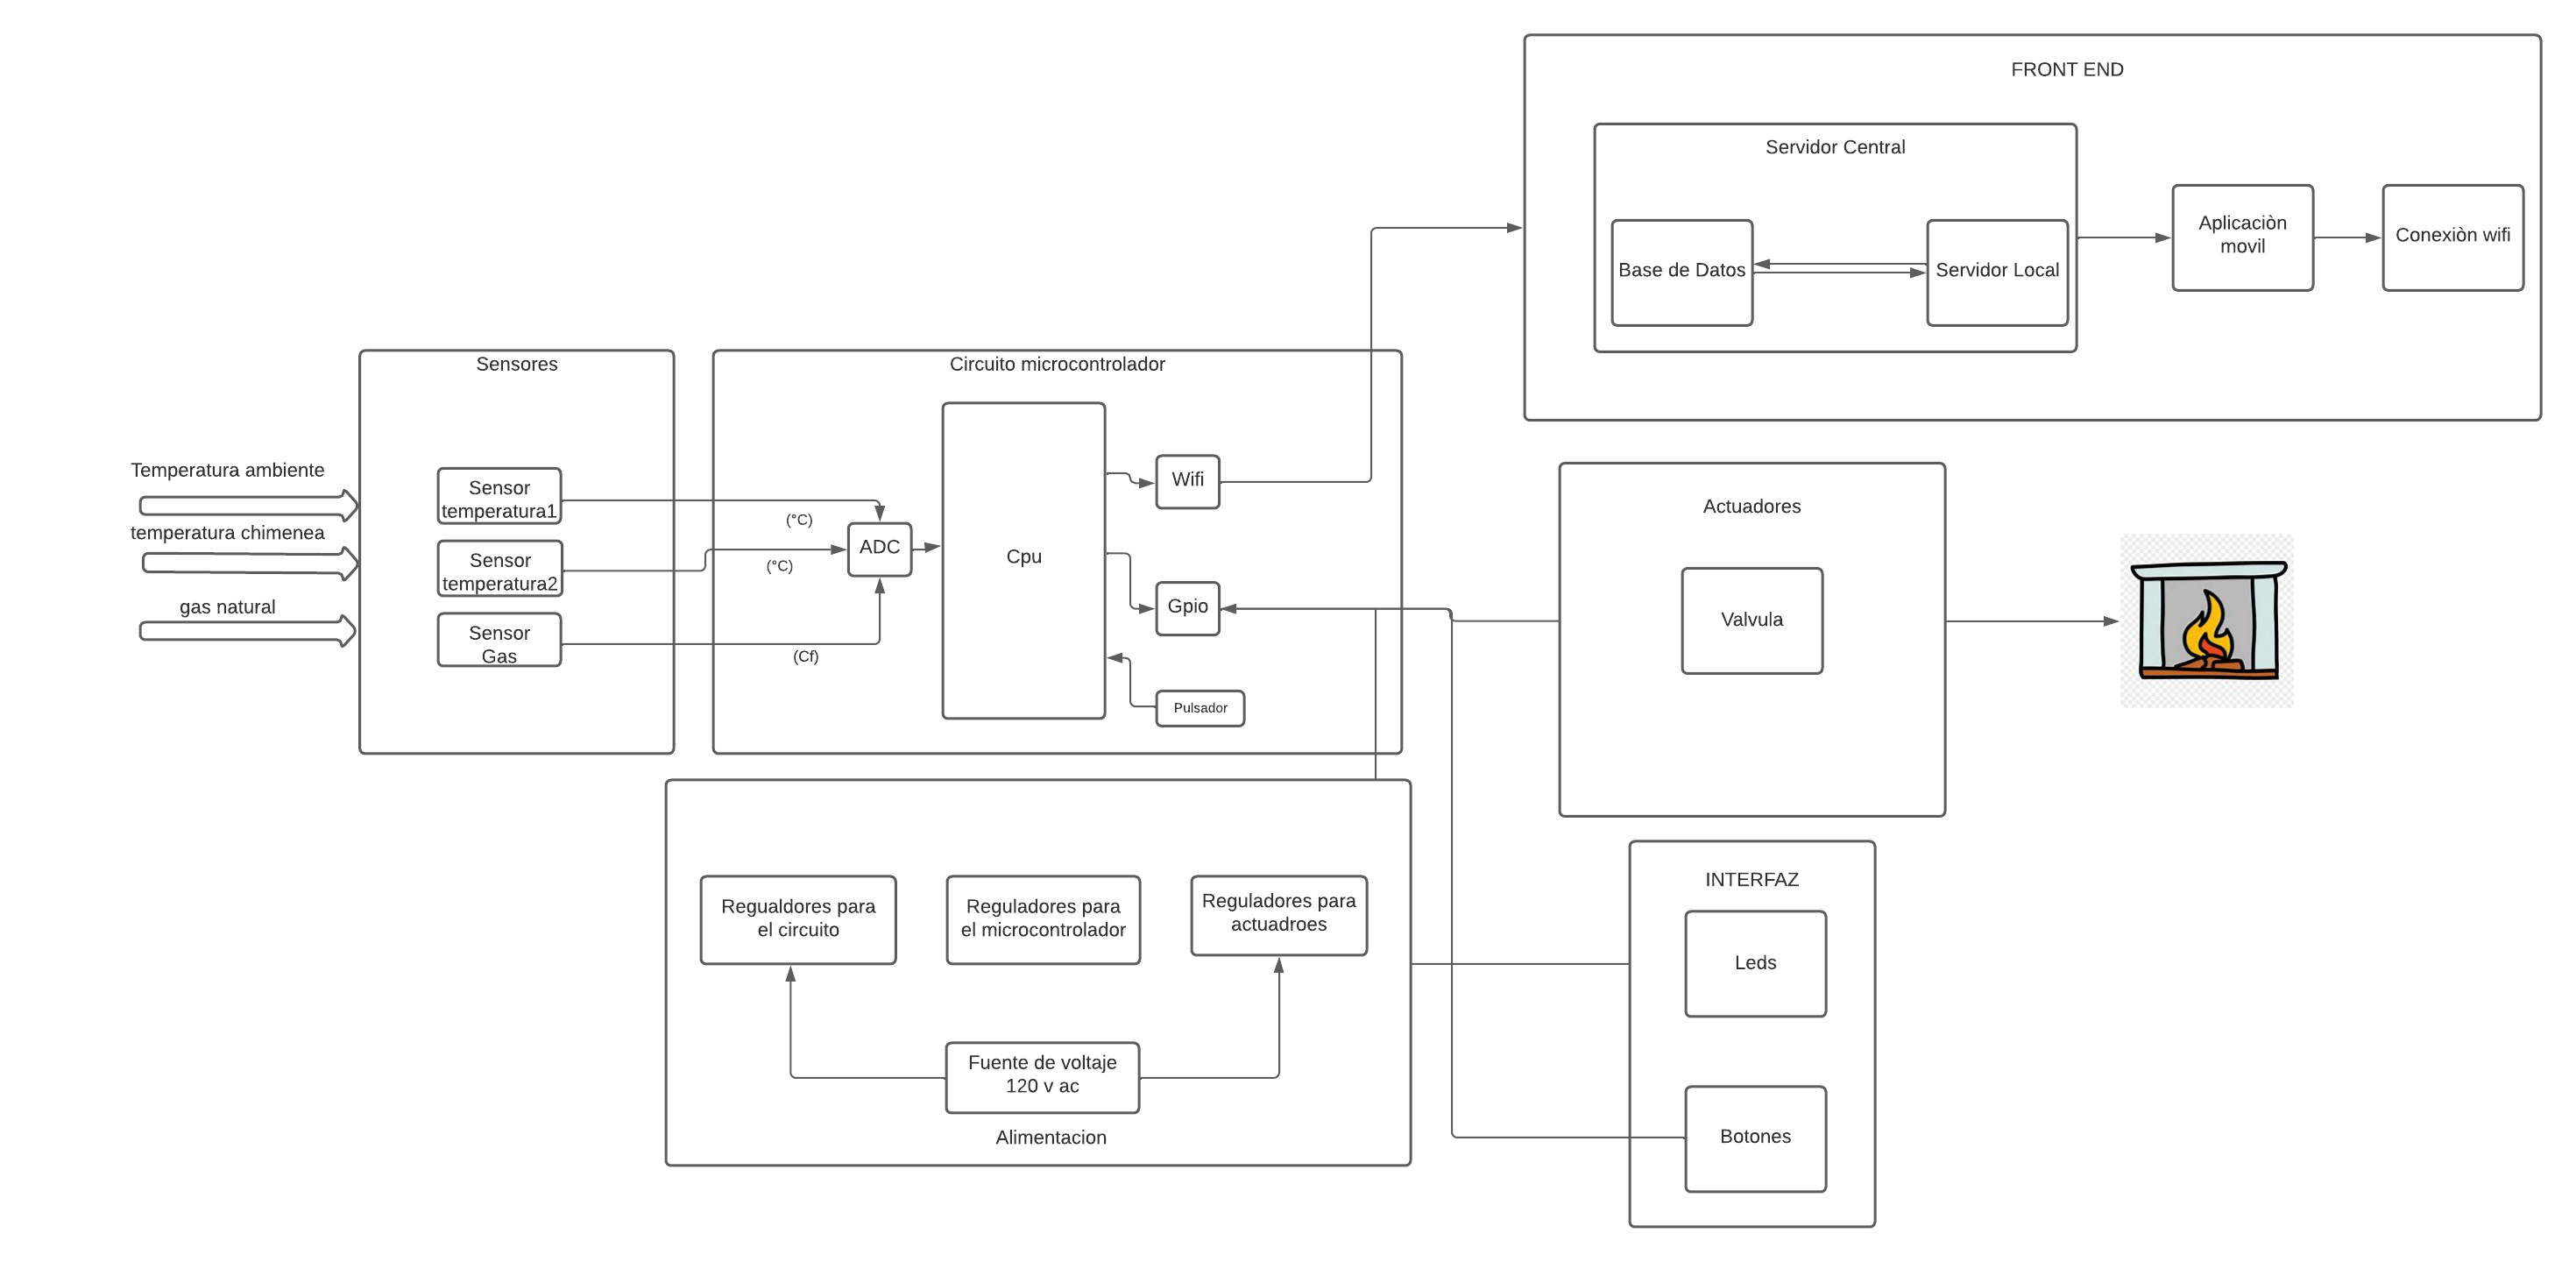 FRONT END
Servidor Central
Base de Datos
Servidor Local
Aplicaciòn
movil
Conexiòn wifi
Sensores
Temperatura ambiente
temperatura chimenea
gas natural
Sensor
temperatura1
Sensor
temperatura2
Sensor
Gas
(°C)
(°C)
(Cf)
Circuito microcontrolador
ADC
Cpu
Wifi
Gpio
Pulsador
Actuadores
Valvula
Regualdores para
el circuito
Reguladores para
el microcontrolador
Reguladores para
actuadroes
Fuente de voltaje
120 v ac
Alimentacion
INTERFAZ
Leds
Botones